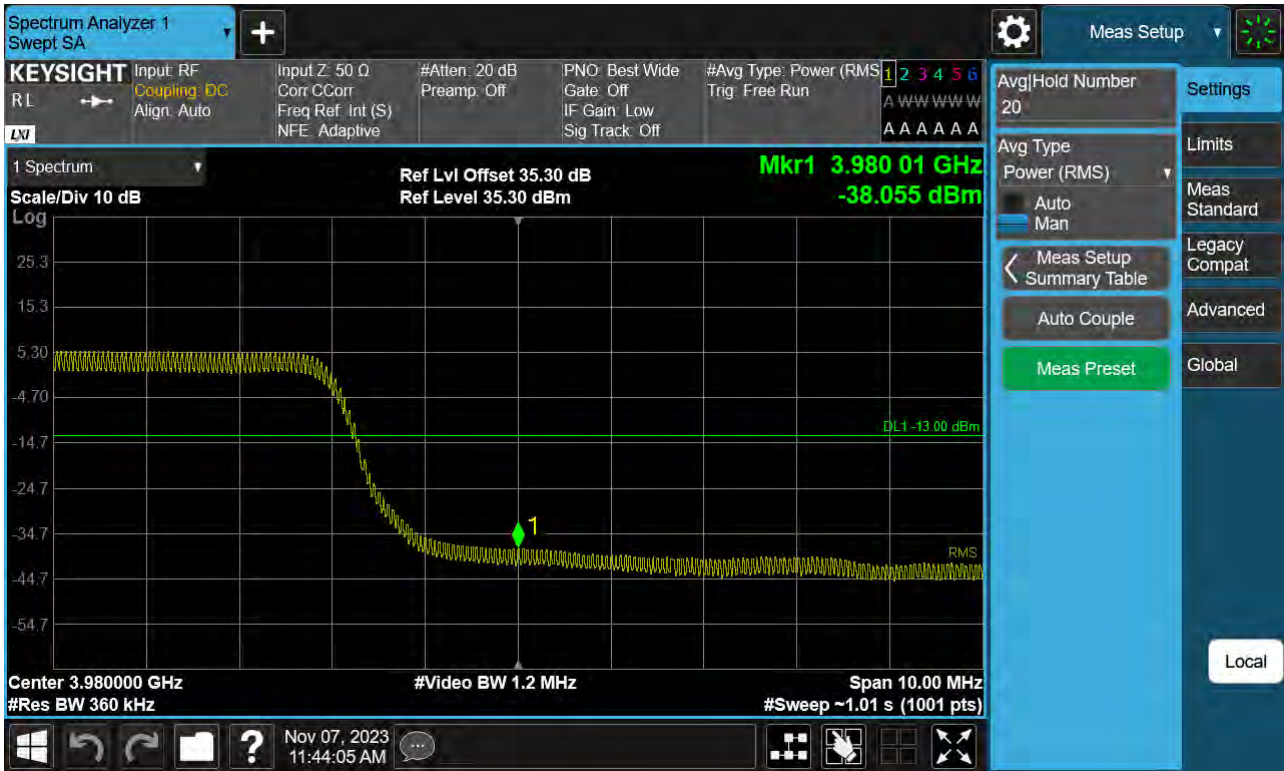 Spectrum Analyzer 1
Swept SA
+
Meas Setup
KEYSIGHT
RL
LXI
Input: RF
Coupling: DC
Align: Auto
Input Z: 50 Ω
Corr CCorr
Freq Ref: Int (S)
NFE: Adaptive
#Atten: 20 dB
Preamp: Off
PNO: Best Wide
Gate: Off
IF Gain: Low
Sig Track: Off
#Avg Type: Power (RMS
Trig: Free Run
1 2 3 4 5 6
A W W W W W
A A A A A A
1 Spectrum
Scale/Div 10 dB
Log
Ref Lvl Offset 35.30 dB
Ref Level 35.30 dBm
Mkr1 3.980 01 GHz
-38.055 dBm
25.3
15.3
5.30
-4.70
-14.7
-24.7
-34.7
-44.7
-54.7
DL1 -13.00 dBm
1
RMS
Center 3.980000 GHz
#Res BW 360 kHz
#Video BW 1.2 MHz
Span 10.00 MHz
#Sweep ~1.01 s (1001 pts)
Avg|Hold Number
20
Avg Type
Power (RMS)
Auto
Man
Meas Setup
Summary Table
Auto Couple
Meas Preset
Settings
Limits
Meas
Standard
Legacy
Compat
Advanced
Global
Local
?
Nov 07, 2023
11:44:05 AM